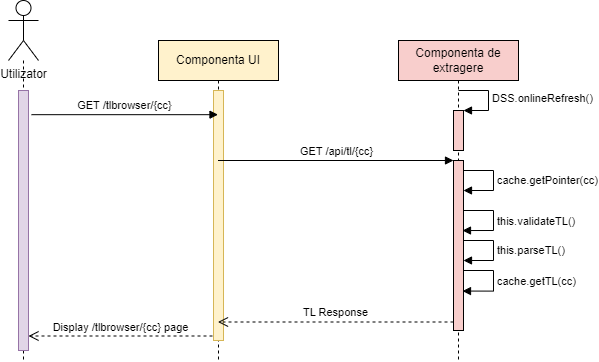 Utilizator
Componenta UI
Componenta de
extragere
DSS.onlineRefresh()
GET /tlbrowser/{cc}
GET /api/tl/{cc}
cache.getPointer(cc)
this.validateTL()
this.parseTL()
cache.getTL(cc)
TL Response
Display /tlbrowser/{cc} page